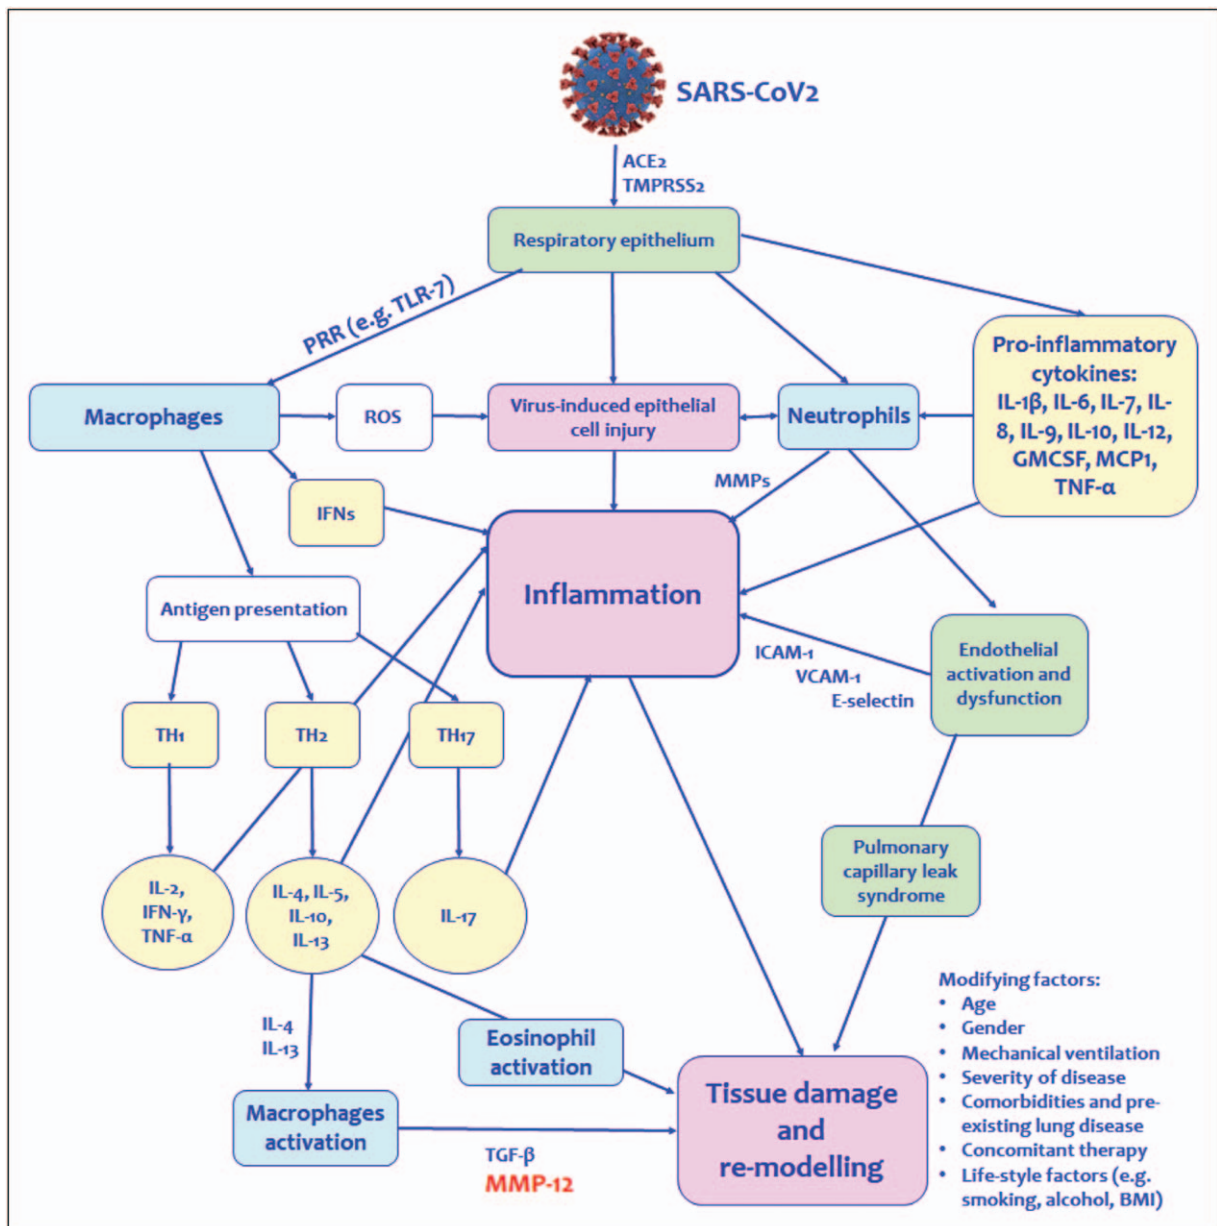 SARS-CoV2
ACE2
TMPRSS2
Respiratory epithelium
PRR (e.g. TLR-7)
Pro-inflammatory
cytokines:
IL-1β, IL-6, IL-7, IL-
8, IL-9, IL-10, IL-12,
GMCSF, MCP1,
TNF-α
Macrophages
ROS
Virus-induced epithelial
cell injury
Neutrophils
MMPs
IFNs
Inflammation
Antigen presentation
ICAM-1
VCAM-1
E-selectin
Endothelial
activation and
dysfunction
TH1
TH2
TH17
Pulmonary
capillary leak
syndrome
IL-2,
IFN-γ,
TNF-α
IL-4, IL-5,
IL-10,
IL-13
IL-17
IL-4
IL-13
Eosinophil
activation
Macrophages
activation
TGF-β
MMP-12
Tissue damage
and
re-modelling
Modifying factors:
• Age
• Gender
• Mechanical ventilation
• Severity of disease
• Comorbidities and pre-
existing lung disease
• Concomitant therapy
• Life-style factors (e.g.
smoking, alcohol, BMI)